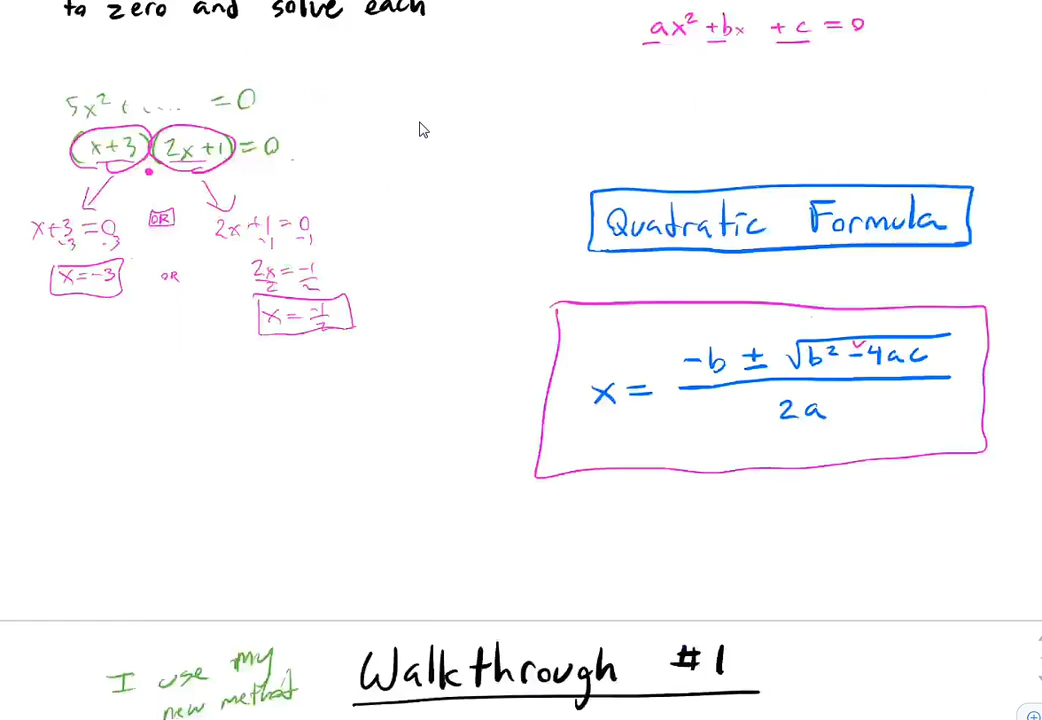 to zero and solve each
5x² + .... = 0
(x+3)(2x+1)=0
x+3=0 OR 2x+1=0
-3 -3 -1 -1
x=-3 OR 2x = -1
2 2
x = -1/2
ax² +bx +c = 0
Quadratic Formula
x = (-b ± √(b² -4ac)) / 2a
I use my
new method
Walkthrough #1